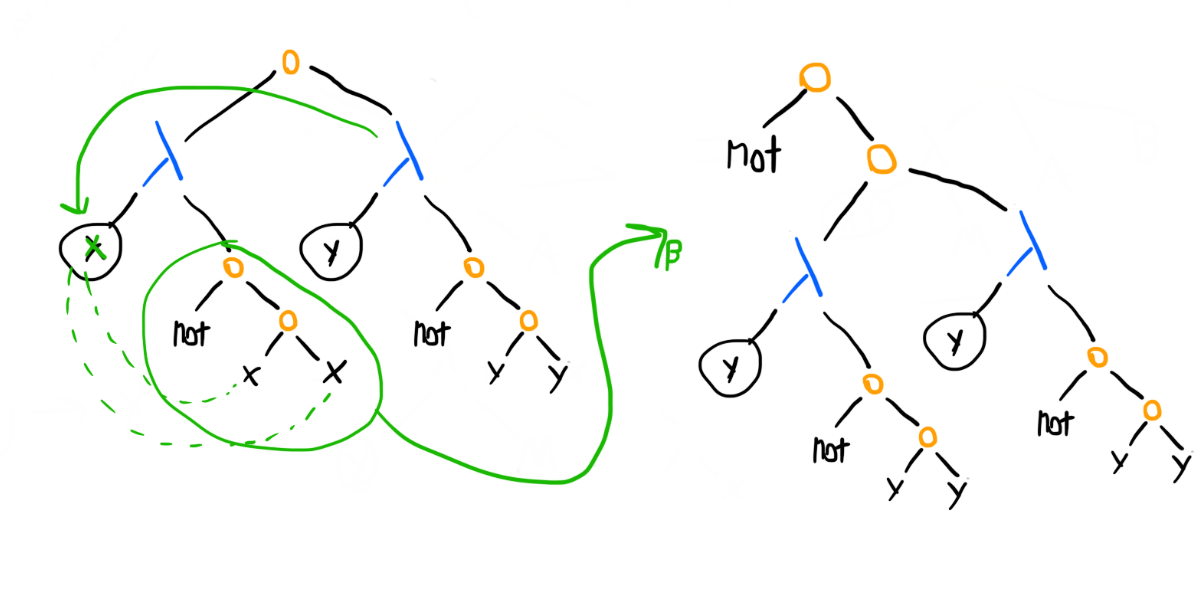 λ λ
x y
not not
x x y y
β
Not
λ λ
y y
not not
y y y y